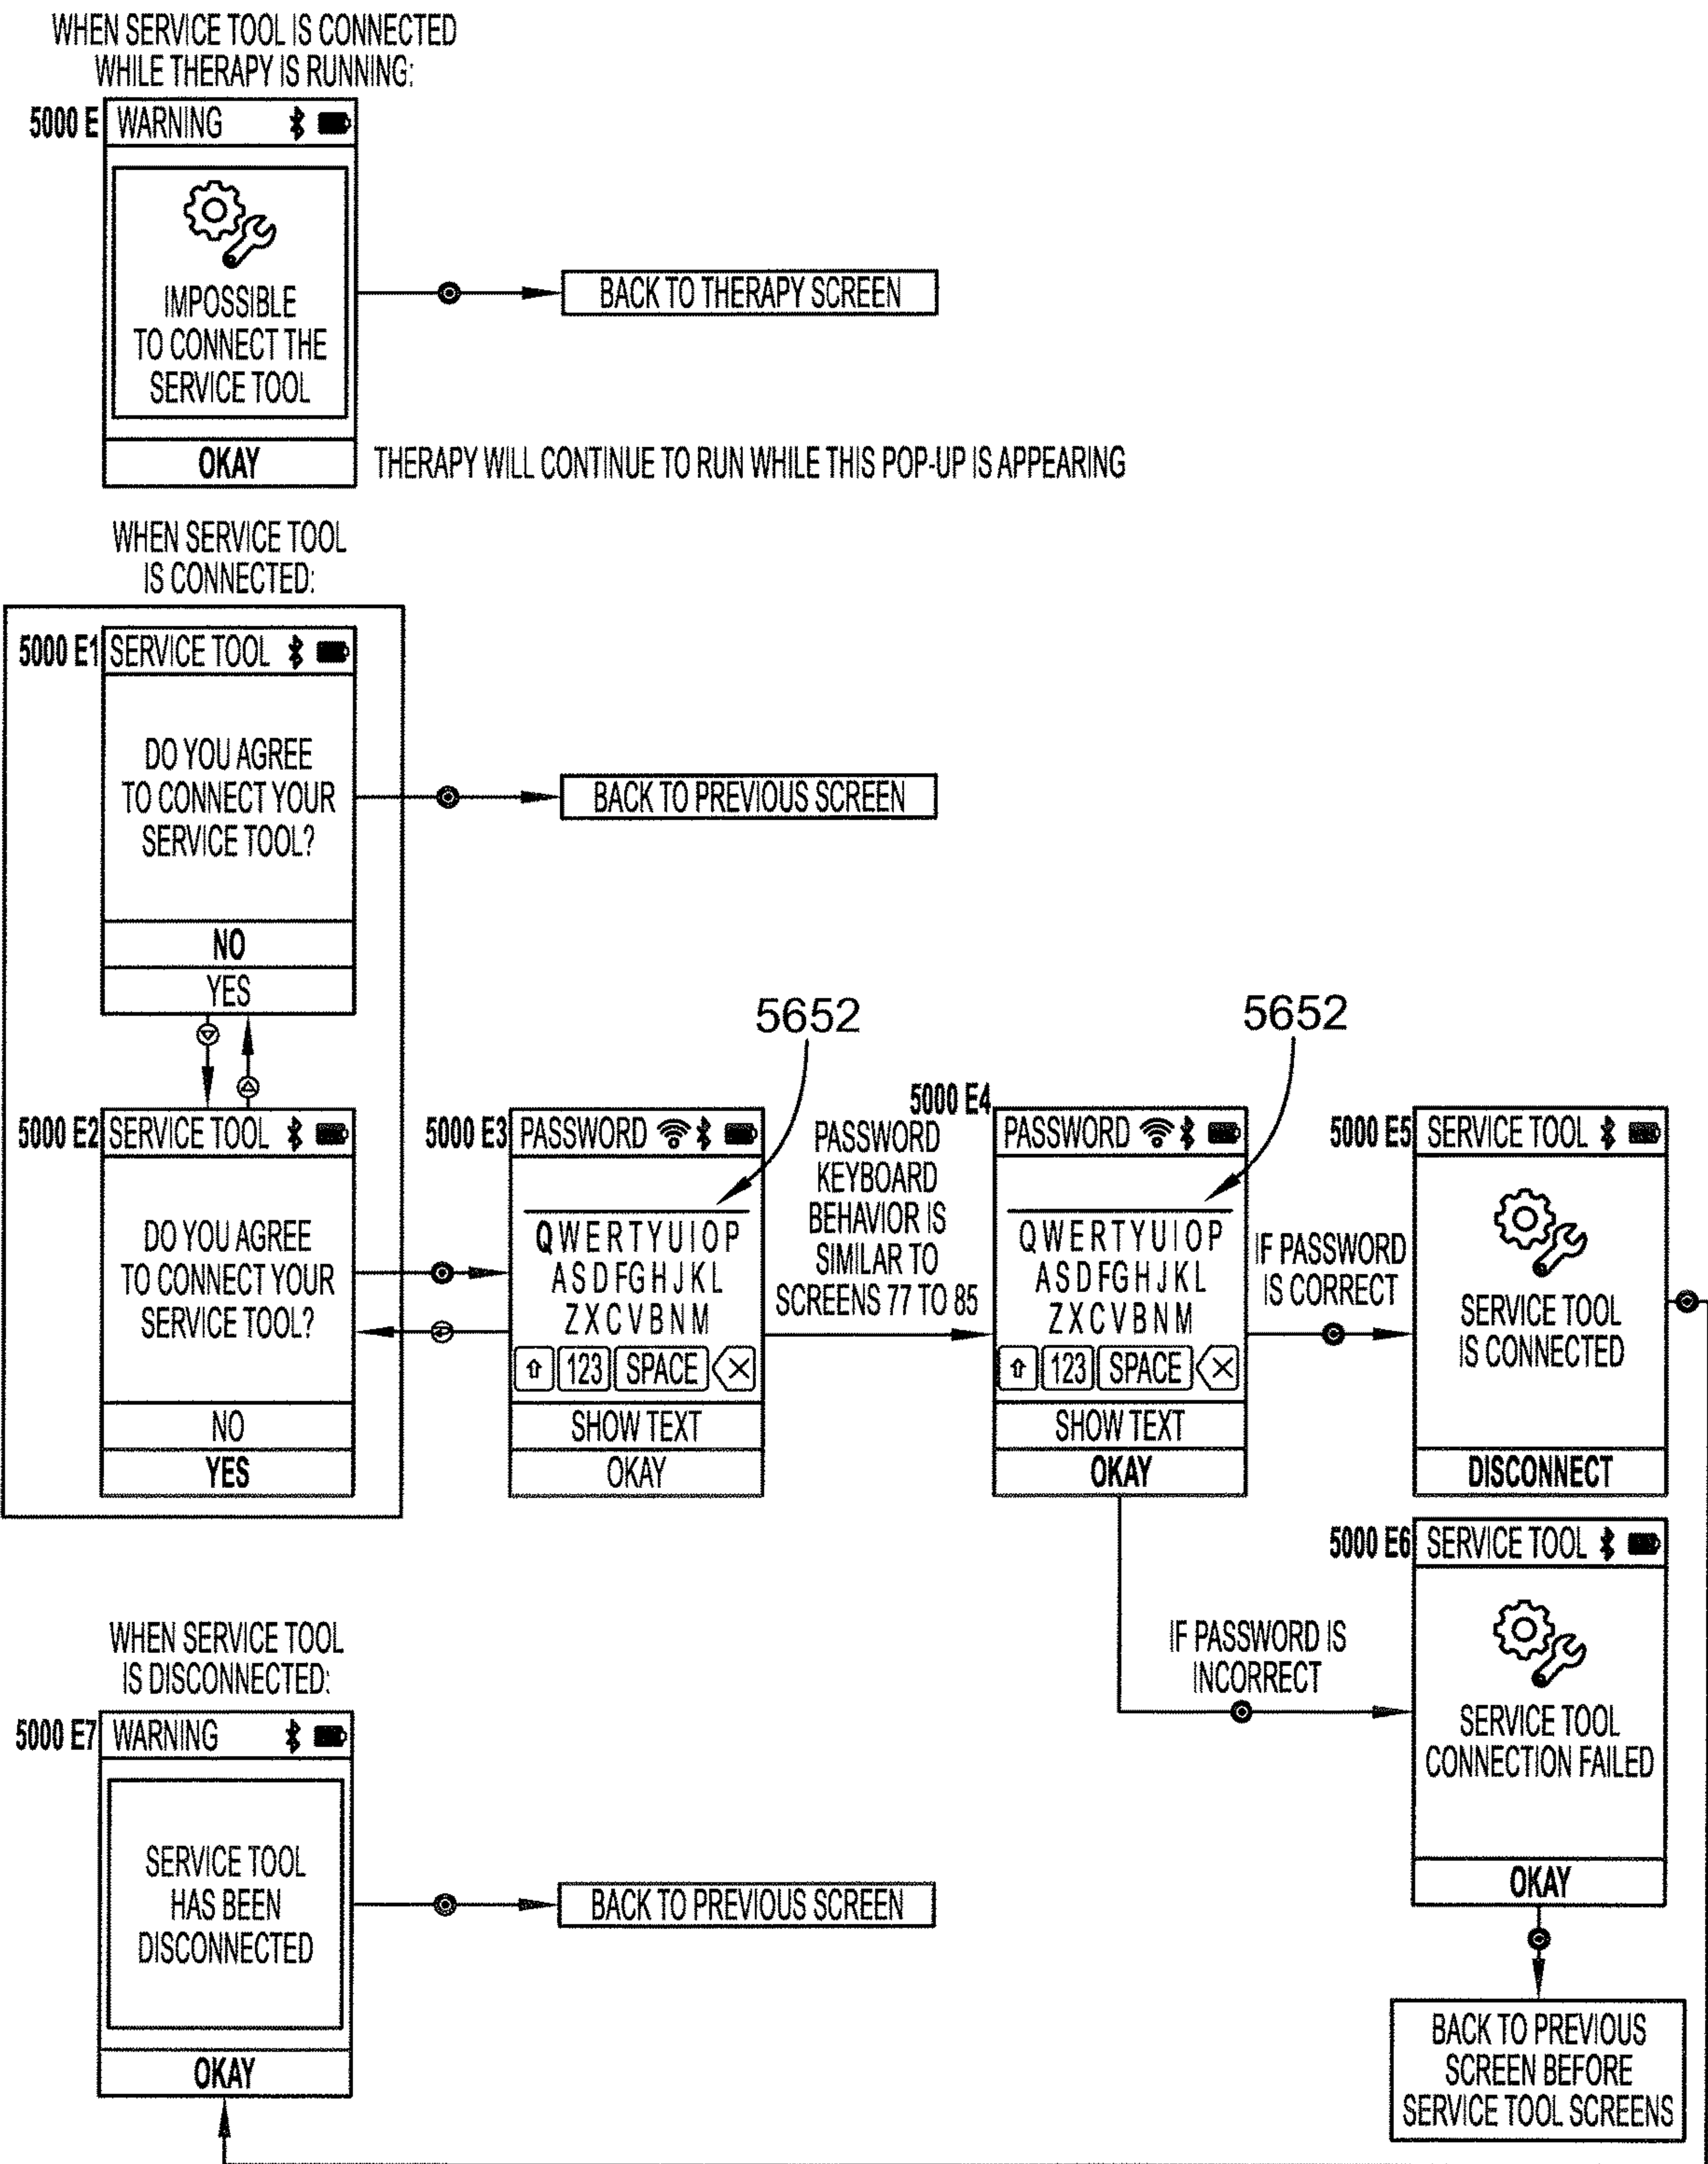 WHEN SERVICE TOOL IS CONNECTED
WHILE THERAPY IS RUNNING:
5000 E
WARNING
IMPOSSIBLE
TO CONNECT THE
SERVICE TOOL
OKAY
BACK TO THERAPY SCREEN
THERAPY WILL CONTINUE TO RUN WHILE THIS POP-UP IS APPEARING
WHEN SERVICE TOOL
IS CONNECTED:
5000 E1
SERVICE TOOL
DO YOU AGREE
TO CONNECT YOUR
SERVICE TOOL?
NO
YES
BACK TO PREVIOUS SCREEN
5000 E2
SERVICE TOOL
DO YOU AGREE
TO CONNECT YOUR
SERVICE TOOL?
NO
YES
5652
5000 E3
PASSWORD
QWERTYUIOP
ASDFGHJKL
ZXCVBNM
123 SPACE
SHOW TEXT
OKAY
PASSWORD
KEYBOARD
BEHAVIOR IS
SIMILAR TO
SCREENS 77 TO 85
5652
5000 E4
PASSWORD
QWERTYUIOP
ASDFGHJKL
ZXCVBNM
123 SPACE
SHOW TEXT
OKAY
IF PASSWORD
IS CORRECT
5000 E5
SERVICE TOOL
SERVICE TOOL
IS CONNECTED
DISCONNECT
IF PASSWORD IS
INCORRECT
5000 E6
SERVICE TOOL
SERVICE TOOL
CONNECTION FAILED
OKAY
BACK TO PREVIOUS
SCREEN BEFORE
SERVICE TOOL SCREENS
WHEN SERVICE TOOL
IS DISCONNECTED:
5000 E7
WARNING
SERVICE TOOL
HAS BEEN
DISCONNECTED
OKAY
BACK TO PREVIOUS SCREEN